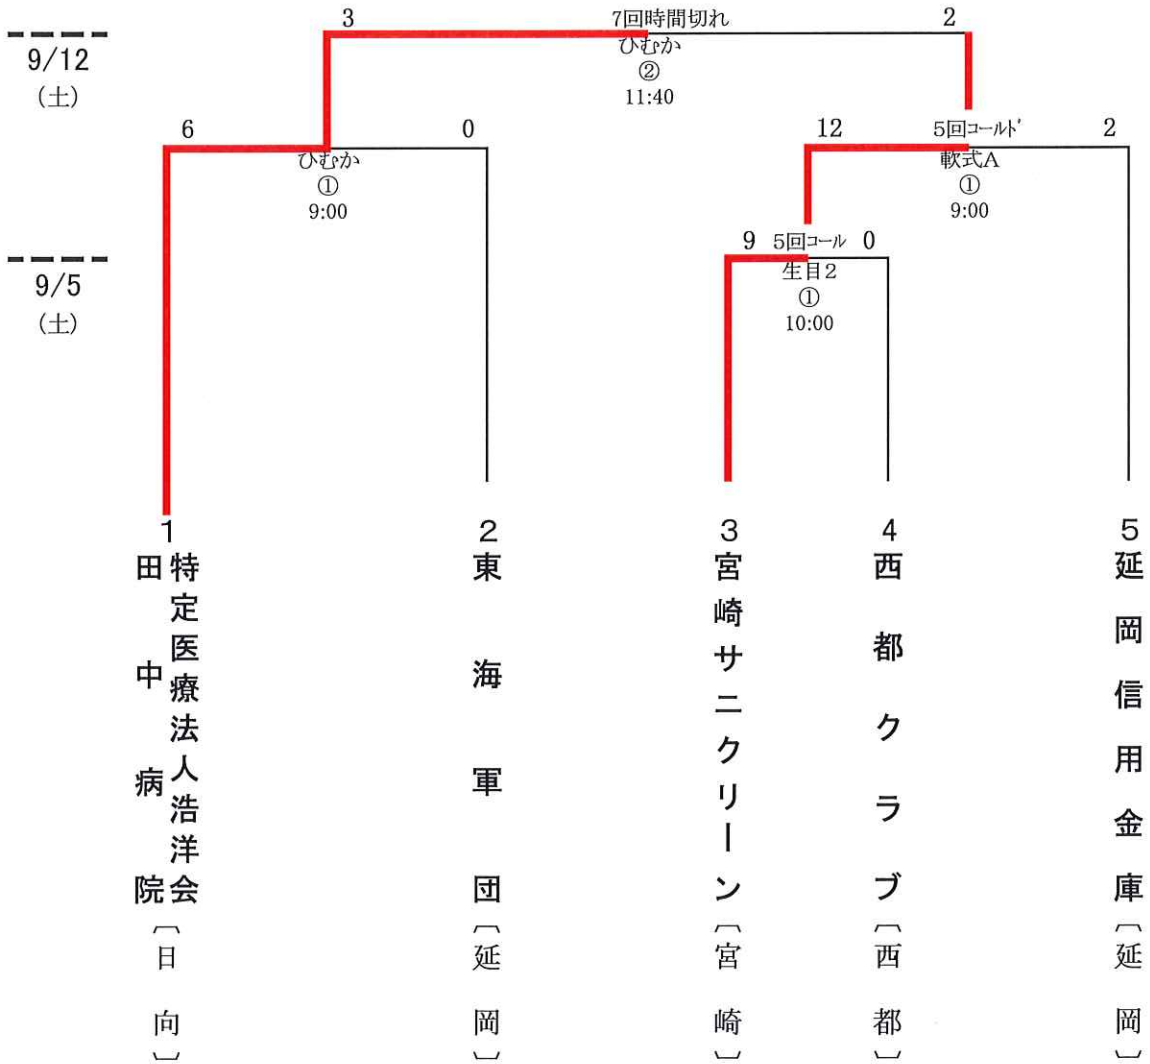 3 7回時間切れ 2
9/12
(土)
ひむか
②
11:40
6 0
ひむか
①
9:00
12 5回コールド 2
軟式A
①
9:00
9 5回コール 0
生目2
①
10:00
9/5
(土)
1
特定医療法人浩洋会
田中病院
〔日向〕
2
東海軍団
〔延岡〕
3
宮崎サニクリーン
〔宮崎〕
4
西都クラブ
〔西都〕
5
延岡信用金庫
〔延岡〕